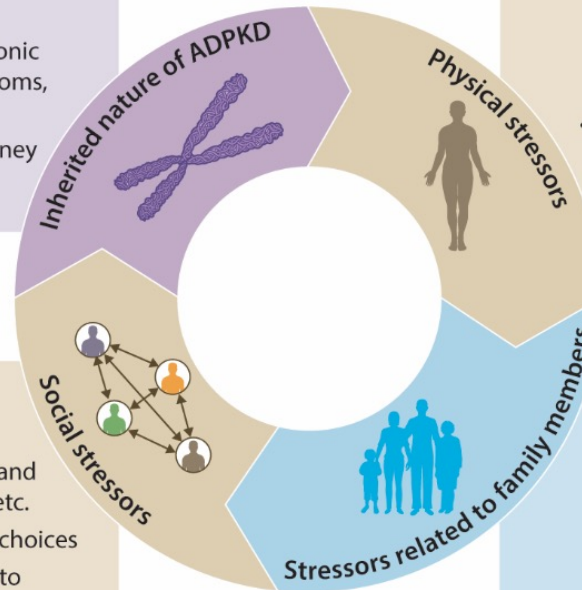 onic
oms,
ney
Inherited nature of ADPKD
Physical stressors
Stressors related to family members
Social stressors
and
etc.
choices
to